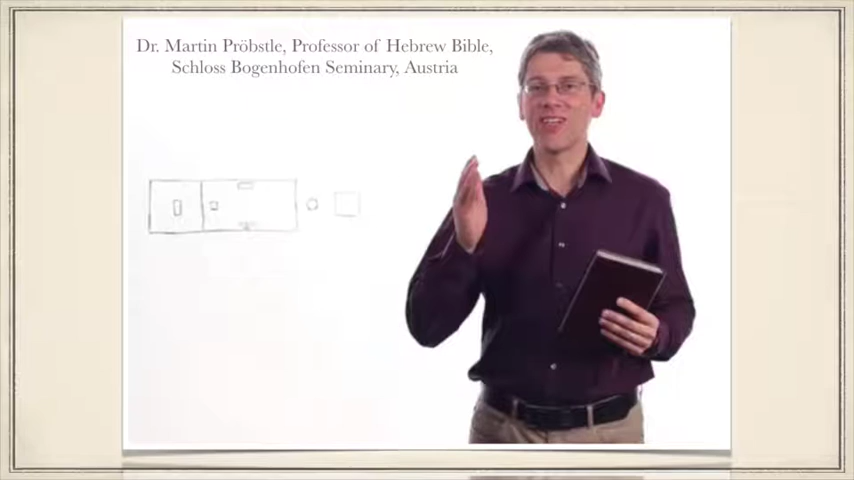 Dr. Martin Pröbstle, Professor of Hebrew Bible,
Schloss Bogenhofen Seminary, Austria